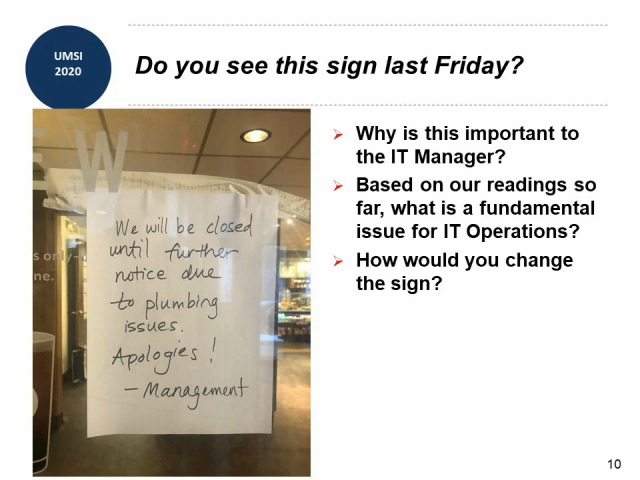 UMSI
2020
Do you see this sign last Friday?
W
s only
ne.
We will be closed
until further
notice due
to plumbing
issues.
Apologies!
– Management
Why is this important to
the IT Manager?
Based on our readings so
far, what is a fundamental
issue for IT Operations?
How would you change
the sign?
10